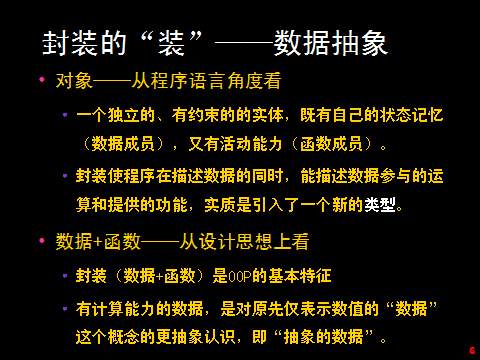 封装的“装”——数据抽象
• 对象——从程序语言角度看
• 一个独立的、有约束的的实体，既有自己的状态记忆
（数据成员），又有活动能力（函数成员）。
• 封装使程序在描述数据的同时，能描述数据参与的运
算和提供的功能，实质是引入了一个新的类型。
• 数据+函数——从设计思想上看
• 封装（数据+函数）是OOP的基本特征
• 有计算能力的数据，是对原先仅表示数值的“数据”
这个概念的更抽象认识，即“抽象的数据”。
6